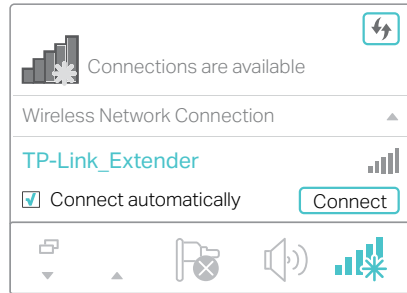 Connections are available
Wireless Network Connection
TP-Link_Extender
Connect automatically
Connect